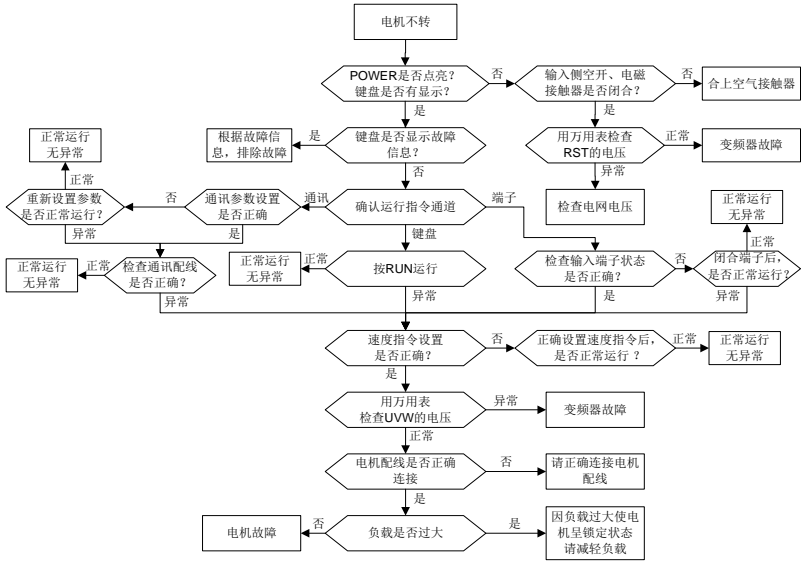 电机不转
POWER是否点亮?
键盘是否有显示?
否
输入侧空开、电磁
接触器是否闭合?
否
合上空气接触器
是
是
正常运行
无异常
根据故障信
息，排除故障
是
键盘是否显示故障
信息?
用万用表检查
RST的电压
正常
变频器故障
正常
否
异常
重新设置参数
是否正常运行?
否
通讯参数设置
是否正确
通讯
确认运行指令通道
端子
检查电网电压
正常运行
无异常
异常
是
键盘
正常
正常运行
无异常
正常
检查通讯配线
是否正确?
正常运行
无异常
正常
按RUN运行
检查输入端子状态
是否正确?
否
闭合端子后，
是否正常运行?
异常
异常
是
异常
速度指令设置
是否正确?
否
正确设置速度指令后，
是否正常运行 ?
正常
正常运行
无异常
是
用万用表
检查UVW的电压
异常
变频器故障
正常
电机配线是否正确
连接
否
请正确连接电机
配线
是
电机故障
否
负载是否过大
是
因负载过大使电
机呈锁定状态
请减轻负载